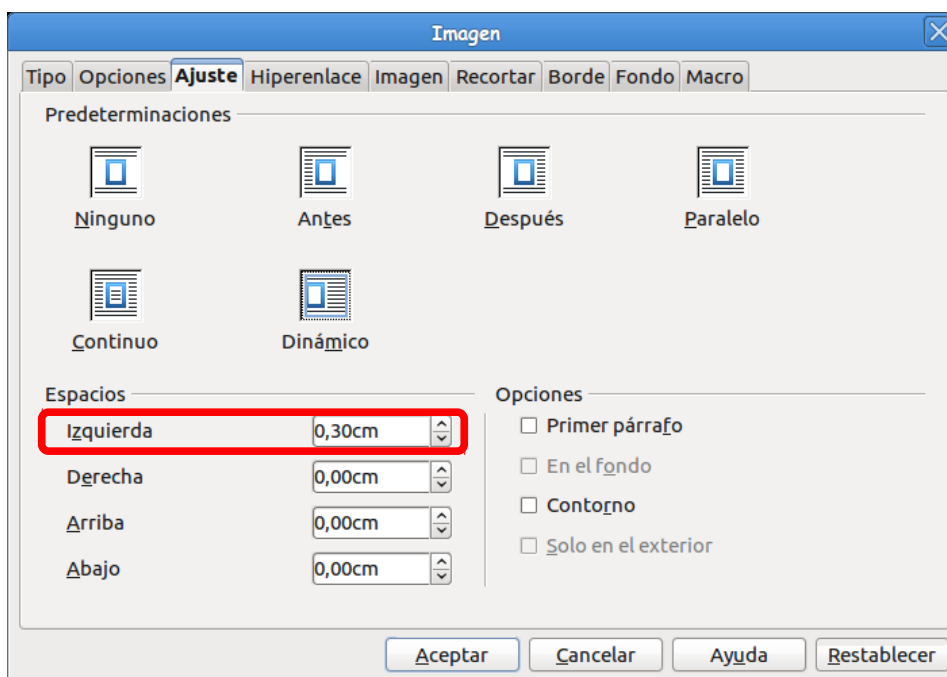 Imagen
Tipo Opciones Ajuste Hiperenlace Imagen Recortar Borde Fondo Macro
Predeterminaciones
Ninguno Antes Después Paralelo
Continuo Dinámico
Espacios Opciones
Izquierda 0,30cm Primer párrafo
Derecha 0,00cm En el fondo
Arriba 0,00cm Contorno
Abajo 0,00cm Solo en el exterior
Aceptar Cancelar Ayuda Restablecer